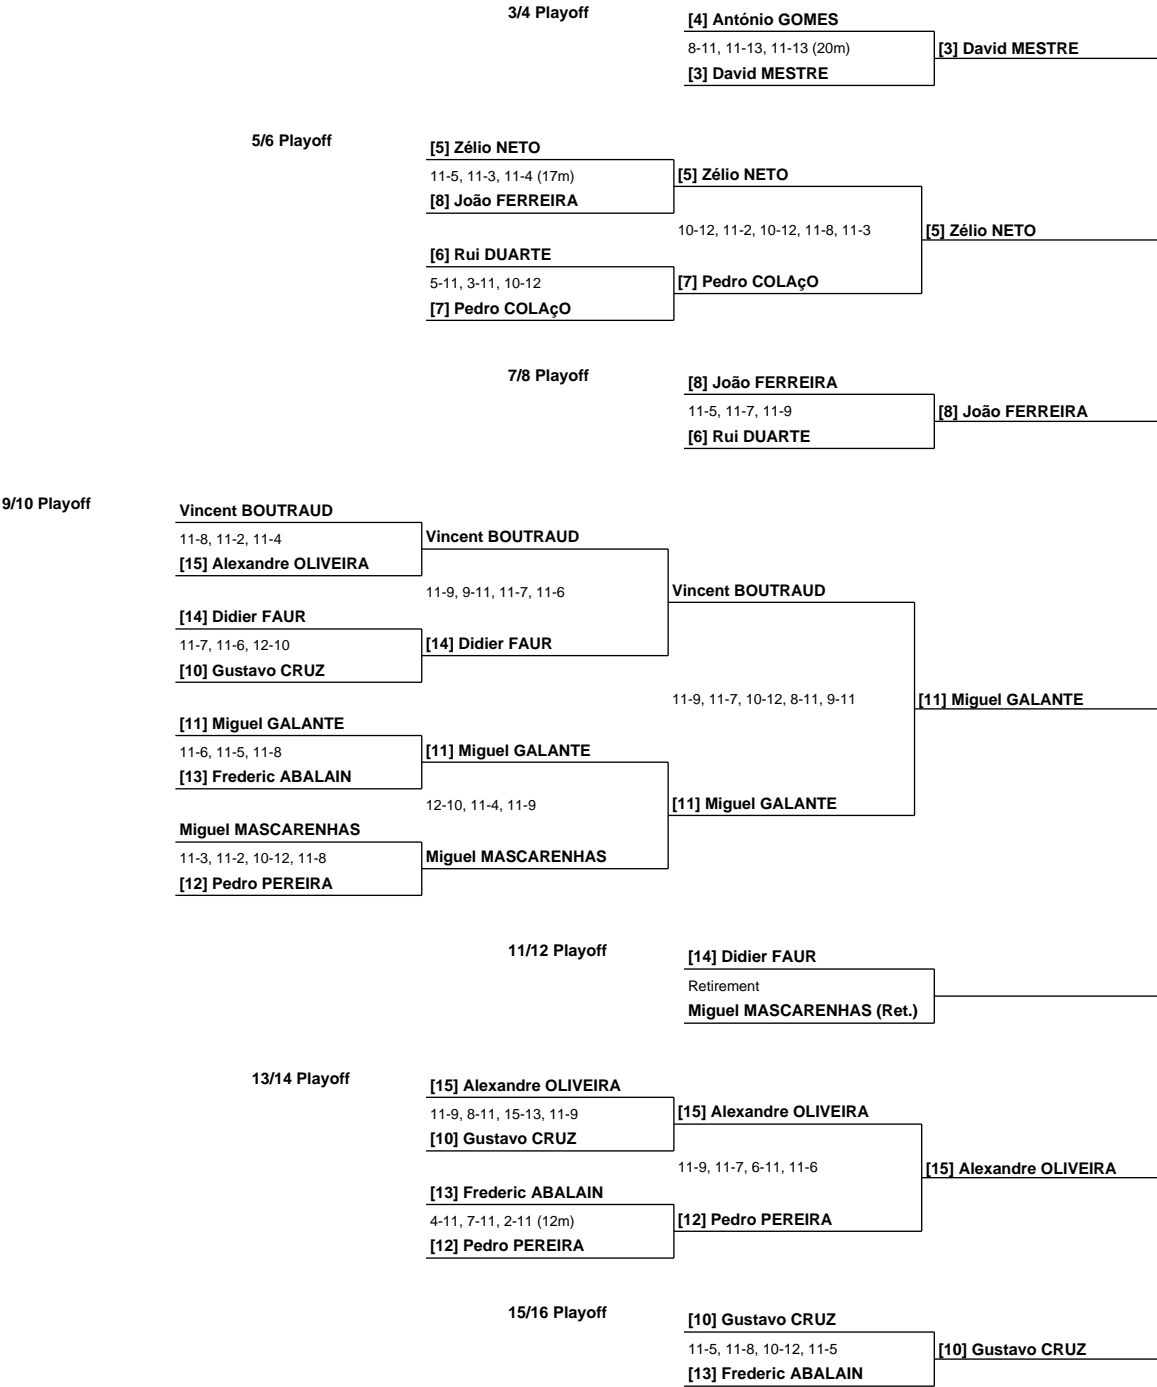 3/4 Playoff
[4] António GOMES
8-11, 11-13, 11-13 (20m)
[3] David MESTRE
[3] David MESTRE
5/6 Playoff
[5] Zélio NETO
11-5, 11-3, 11-4 (17m)
[5] Zélio NETO
[8] João FERREIRA
10-12, 11-2, 10-12, 11-8, 11-3
[5] Zélio NETO
[6] Rui DUARTE
5-11, 3-11, 10-12
[7] Pedro COLAçO
[7] Pedro COLAçO
7/8 Playoff
[8] João FERREIRA
11-5, 11-7, 11-9
[8] João FERREIRA
[6] Rui DUARTE
9/10 Playoff
Vincent BOUTRAUD
11-8, 11-2, 11-4
Vincent BOUTRAUD
[15] Alexandre OLIVEIRA
11-9, 9-11, 11-7, 11-6
Vincent BOUTRAUD
[14] Didier FAUR
11-7, 11-6, 12-10
[14] Didier FAUR
[10] Gustavo CRUZ
11-9, 11-7, 10-12, 8-11, 9-11
[11] Miguel GALANTE
[11] Miguel GALANTE
11-6, 11-5, 11-8
[11] Miguel GALANTE
[13] Frederic ABALAIN
12-10, 11-4, 11-9
[11] Miguel GALANTE
Miguel MASCARENHAS
11-3, 11-2, 10-12, 11-8
Miguel MASCARENHAS
[12] Pedro PEREIRA
11/12 Playoff
[14] Didier FAUR
Retirement
Miguel MASCARENHAS (Ret.)
13/14 Playoff
[15] Alexandre OLIVEIRA
11-9, 8-11, 15-13, 11-9
[15] Alexandre OLIVEIRA
[10] Gustavo CRUZ
11-9, 11-7, 6-11, 11-6
[15] Alexandre OLIVEIRA
[13] Frederic ABALAIN
4-11, 7-11, 2-11 (12m)
[12] Pedro PEREIRA
[12] Pedro PEREIRA
15/16 Playoff
[10] Gustavo CRUZ
11-5, 11-8, 10-12, 11-5
[10] Gustavo CRUZ
[13] Frederic ABALAIN